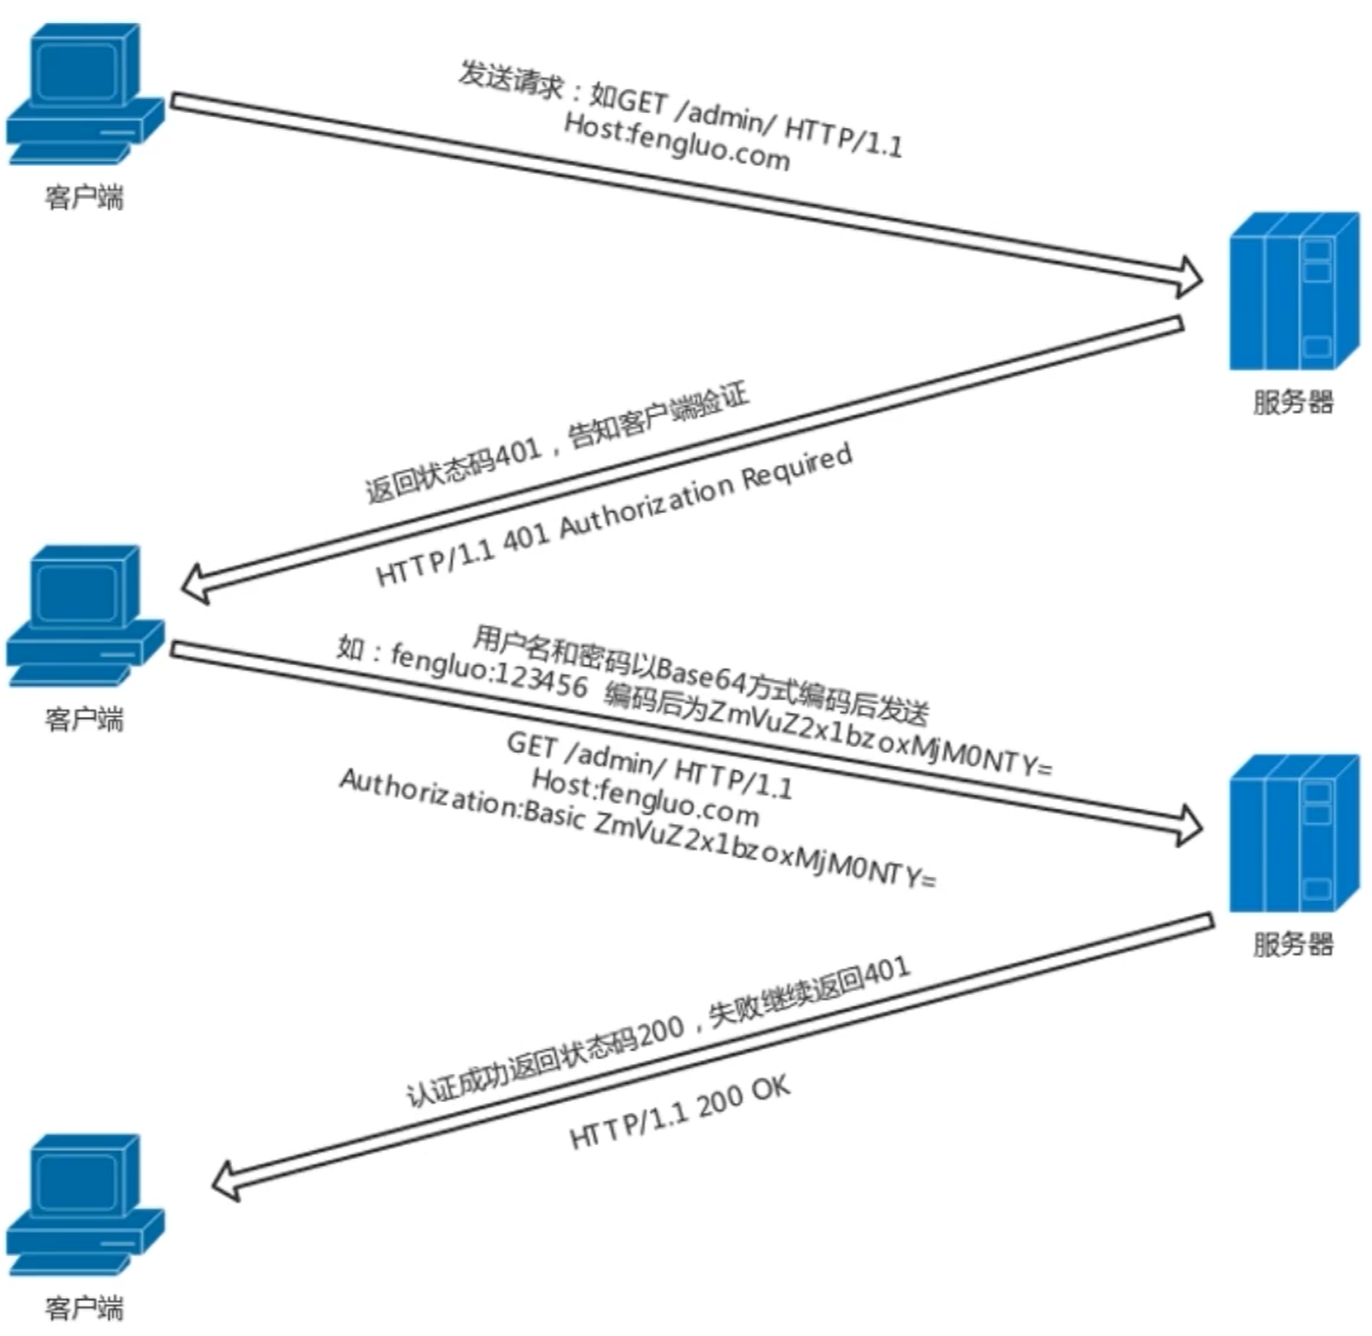 发送请求：如GET /admin/ HTTP/1.1
Host:fengluo.com
客户端
服务器
返回状态码401，告知客户端验证
HTTP/1.1 401 Authorization Required
客户端
用户名和密码以Base64方式编码后发送
如：fengluo:123456 编码后为ZmVuZ2x1bzoxMjM0NTY=
GET /admin/ HTTP/1.1
Host:fengluo.com
Authorization:Basic ZmVuZ2x1bzoxMjM0NTY=
服务器
认证成功返回状态码200，失败继续返回401
HTTP/1.1 200 OK
客户端